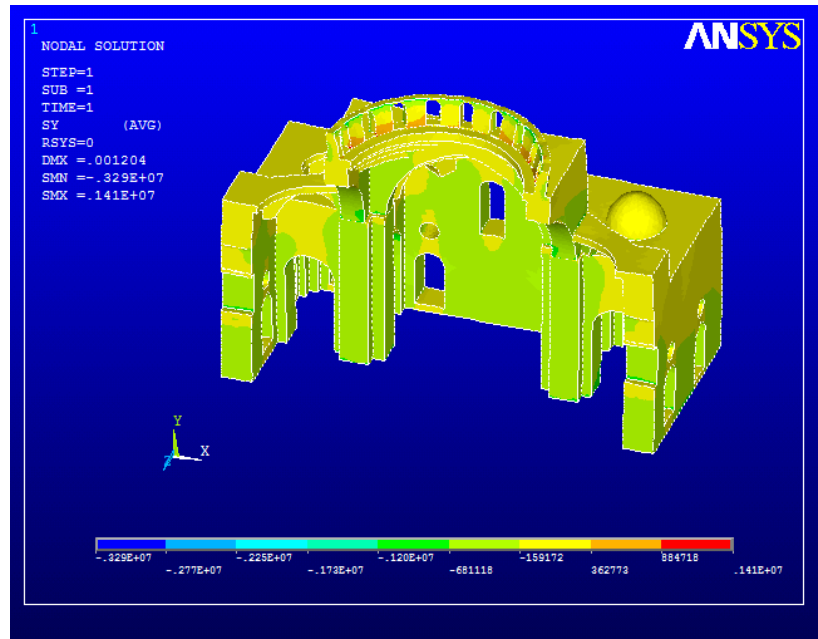 1
ANSYS
NODAL SOLUTION
STEP=1
SUB =1
TIME=1
SY (AVG)
RSYS=0
DMX =.001204
SMN =-.329E+07
SMX =.141E+07
Y
Z X
-.329E+07 -.225E+07 -.120E+07 -159172 884718
-.277E+07 -.173E+07 -681118 362773 .141E+07